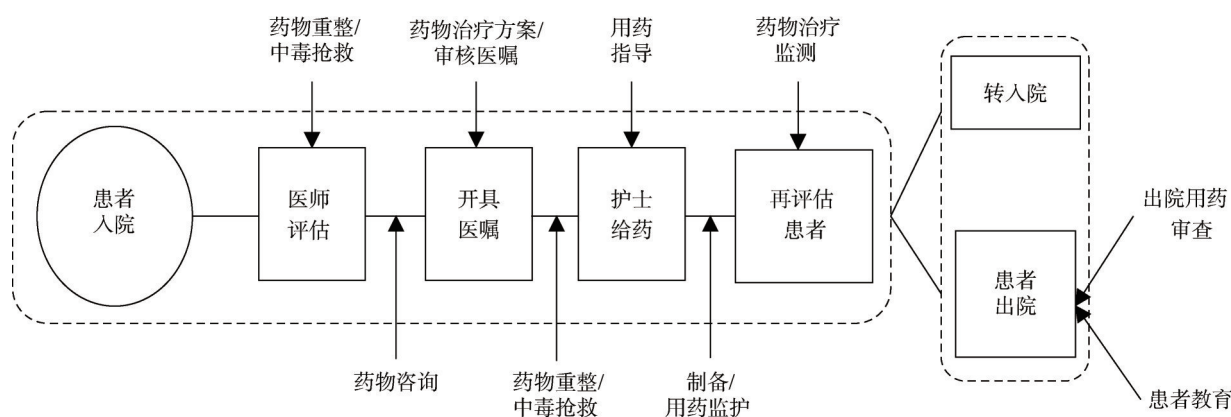 药物重整/
中毒抢救
药物治疗方案/
审核医嘱
用药
指导
药物治疗
监测
转入院
患者
入院
医师
评估
开具
医嘱
护士
给药
再评估
患者
出院用药
审查
患者
出院
药物咨询
药物重整/
中毒抢救
制备/
用药监护
患者教育